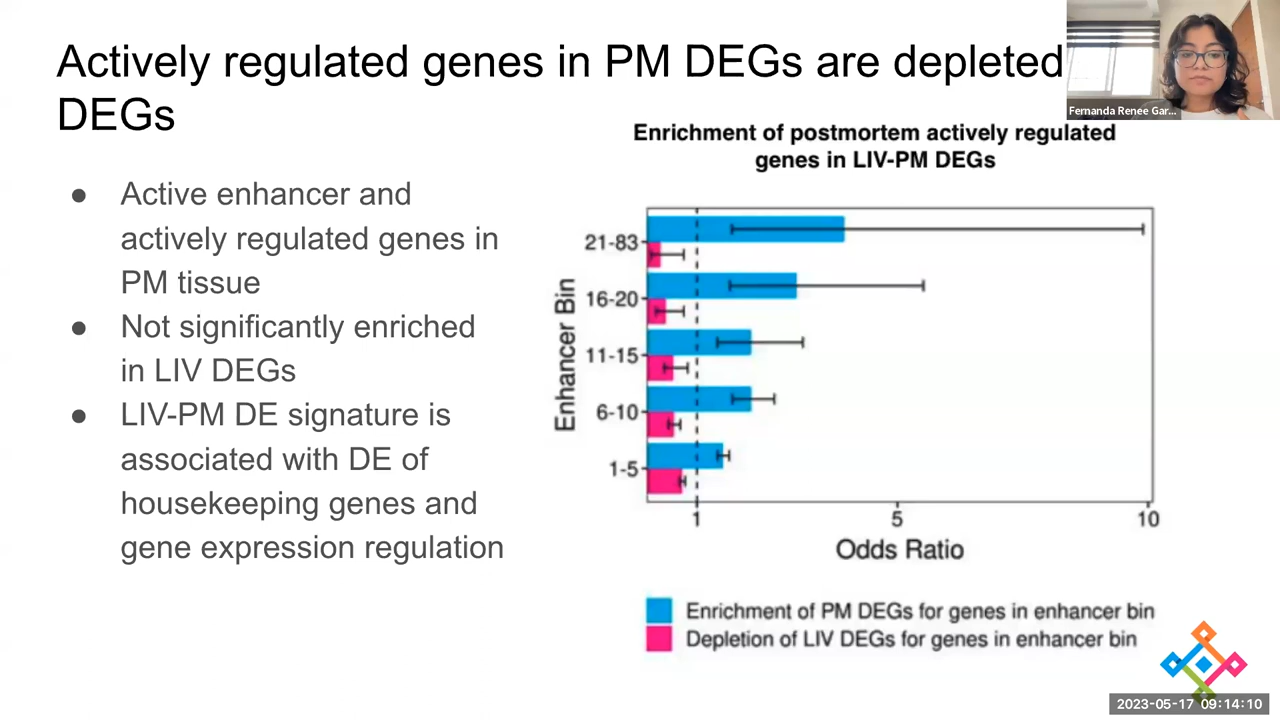 Actively regulated genes in PM DEGs are depleted
DEGs
Fernanda Renee Gar...
● Active enhancer and
actively regulated genes in
PM tissue
● Not significantly enriched
in LIV DEGs
● LIV-PM DE signature is
associated with DE of
housekeeping genes and
gene expression regulation
Enrichment of postmortem actively regulated
genes in LIV-PM DEGs
Enhancer Bin
21-83
16-20
11-15
6-10
1-5
1 5 10
Odds Ratio
Enrichment of PM DEGs for genes in enhancer bin
Depletion of LIV DEGs for genes in enhancer bin
2023-05-17 09:14:10